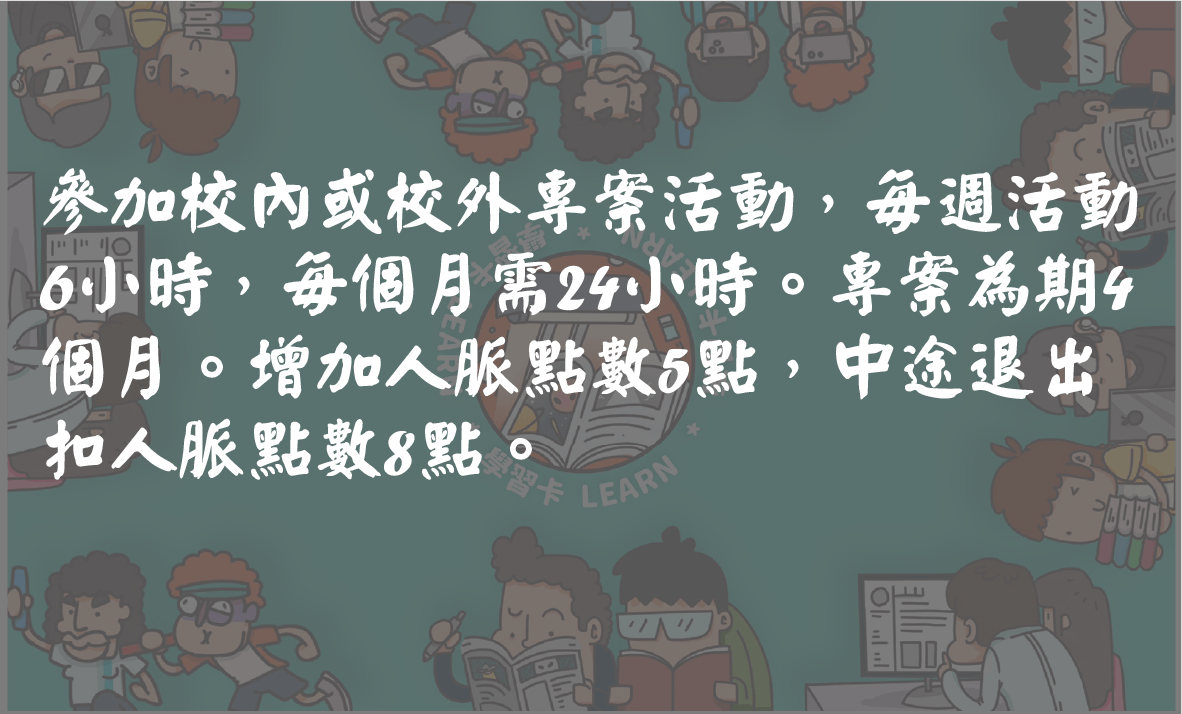 參加校內或校外專案活動，每週活動
6小時，每個月需24小時。專案為期4
個月。增加人脈點數5點，中途退出
扣人脈點數8點。
學習卡 LEARN